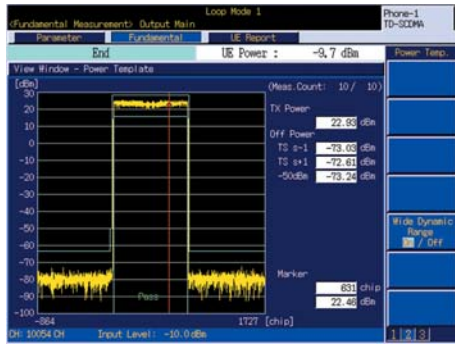 Loop Mode 1
Phone-1
<Fundamental Measurement> Output Main
TD-SCDMA
Parameter
Fundamental
UE Report
End
UE Power : -9.7 dBm
Power Temp.
View Window - Power Template
[dBm]
(Meas.Count: 10/ 10)
30
20
10
0
-10
-20
-30
-40
-50
-60
-70
-80
-90
-100
TX Power
22.93 dBm
Off Power
TS s-1 -73.03 dBm
TS s+1 -72.61 dBm
-50dBm -73.24 dBm
Wide Dynamic
Range
On / Off
Marker
631 chip
22.46 dBm
Pass
-864
1727 [chip]
CH: 10054 CH Input Level: -10.0 dBm
1 2 3